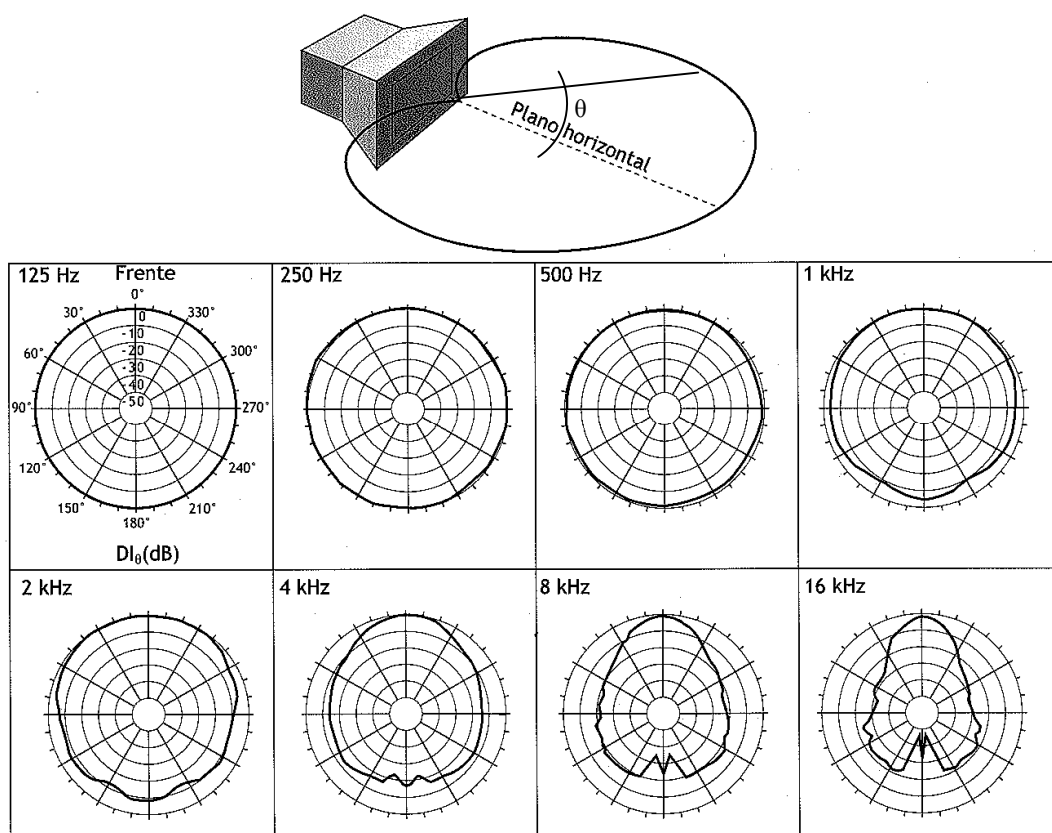 θ
Plano horizontal
125 Hz
Frente
250 Hz
500 Hz
1 kHz
0°
30°
330°
60°
300°
90°
270°
120°
240°
150°
210°
180°
0
-10
-20
-30
-40
-50
DIθ(dB)
2 kHz
4 kHz
8 kHz
16 kHz